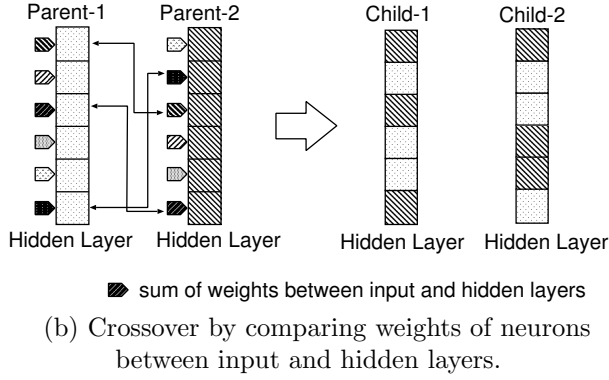 Parent-1 Parent-2 Child-1 Child-2
Hidden Layer Hidden Layer Hidden Layer Hidden Layer
sum of weights between input and hidden layers
(b) Crossover by comparing weights of neurons
between input and hidden layers.